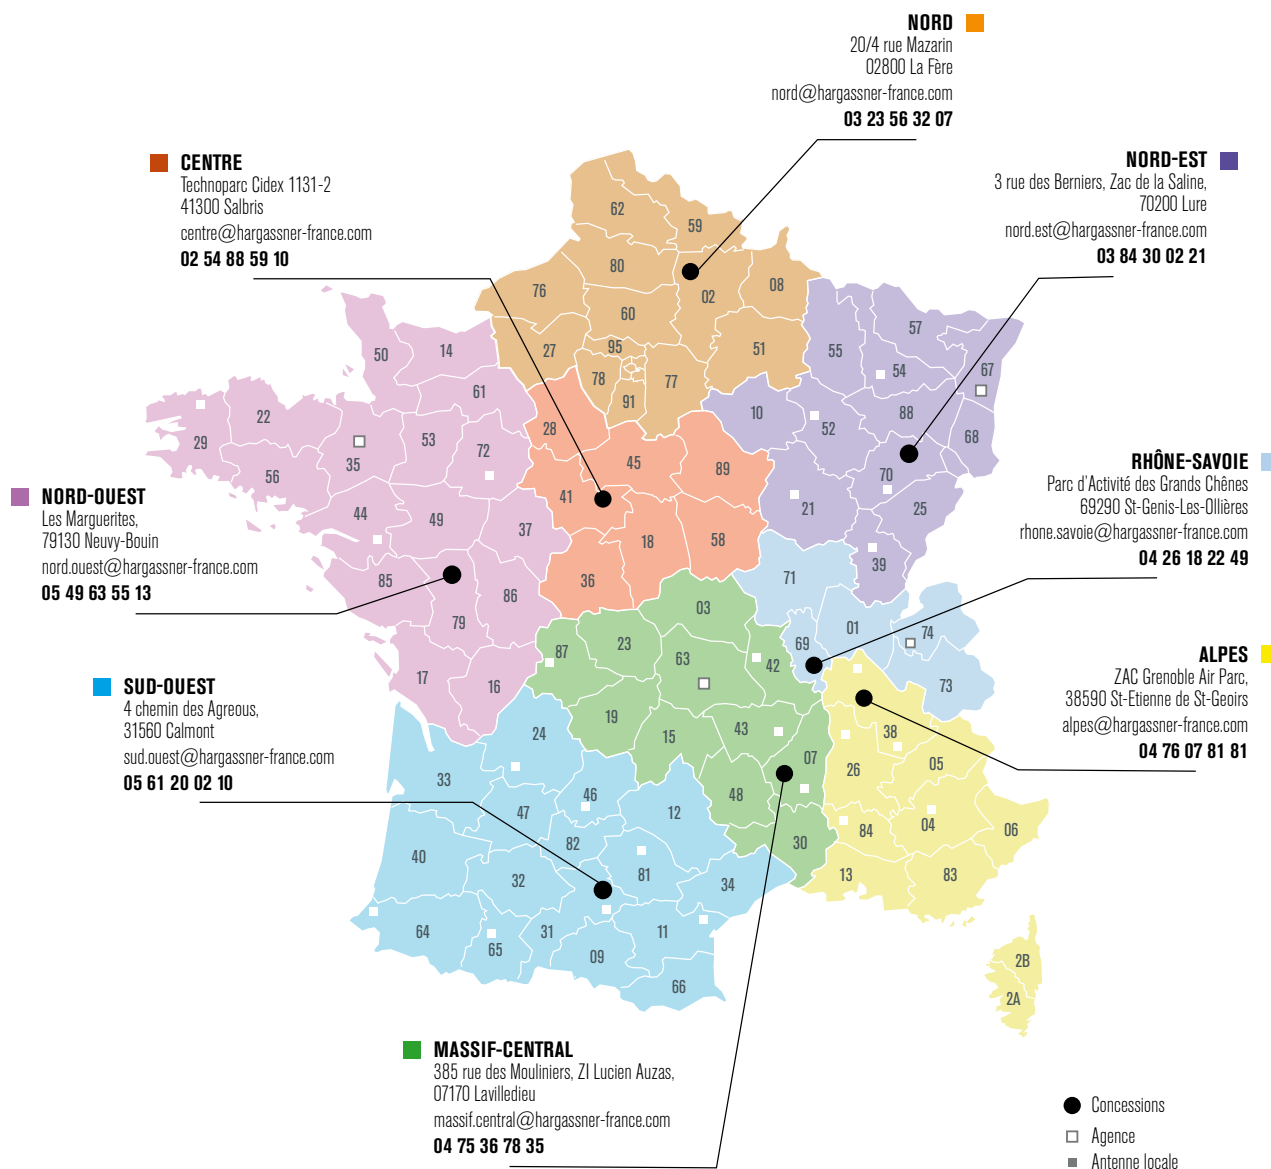 NORD
20/4 rue Mazarin
02800 La Fère
nord@hargassner-france.com
03 23 56 32 07
CENTRE
Technoparc Cidex 1131-2
41300 Salbris
centre@hargassner-france.com
02 54 88 59 10
NORD-EST
3 rue des Berniers, Zac de la Saline,
70200 Lure
nord.est@hargassner-france.com
03 84 30 02 21
RHÔNE-SAVOIE
Parc d'Activité des Grands Chênes
69290 St-Genis-Les-Ollières
rhone.savoie@hargassner-france.com
04 26 18 22 49
NORD-OUEST
Les Marguerites,
79130 Neuvy-Bouin
nord.ouest@hargassner-france.com
05 49 63 55 13
ALPES
ZAC Grenoble Air Parc,
38590 St-Etienne de St-Geoirs
alpes@hargassner-france.com
04 76 07 81 81
SUD-OUEST
4 chemin des Agreous,
31560 Calmont
sud.ouest@hargassner-france.com
05 61 20 02 10
MASSIF-CENTRAL
385 rue des Mouliniers, ZI Lucien Auzas,
07170 Lavilledieu
massif.central@hargassner-france.com
04 75 36 78 35
62
59
80
02
08
76
60
27
95
51
78
77
91
55
57
54
67
10
52
88
68
70
21
25
39
50
14
61
22
29
35
53
72
56
44
49
37
85
86
79
17
16
28
45
89
41
18
58
36
71
01
69
74
73
03
23
87
63
42
19
15
43
07
48
30
38
05
26
04
06
84
13
83
2B
2A
24
33
46
12
47
82
40
32
81
34
64
65
31
09
11
66
Concessions
Agence
Antenne locale